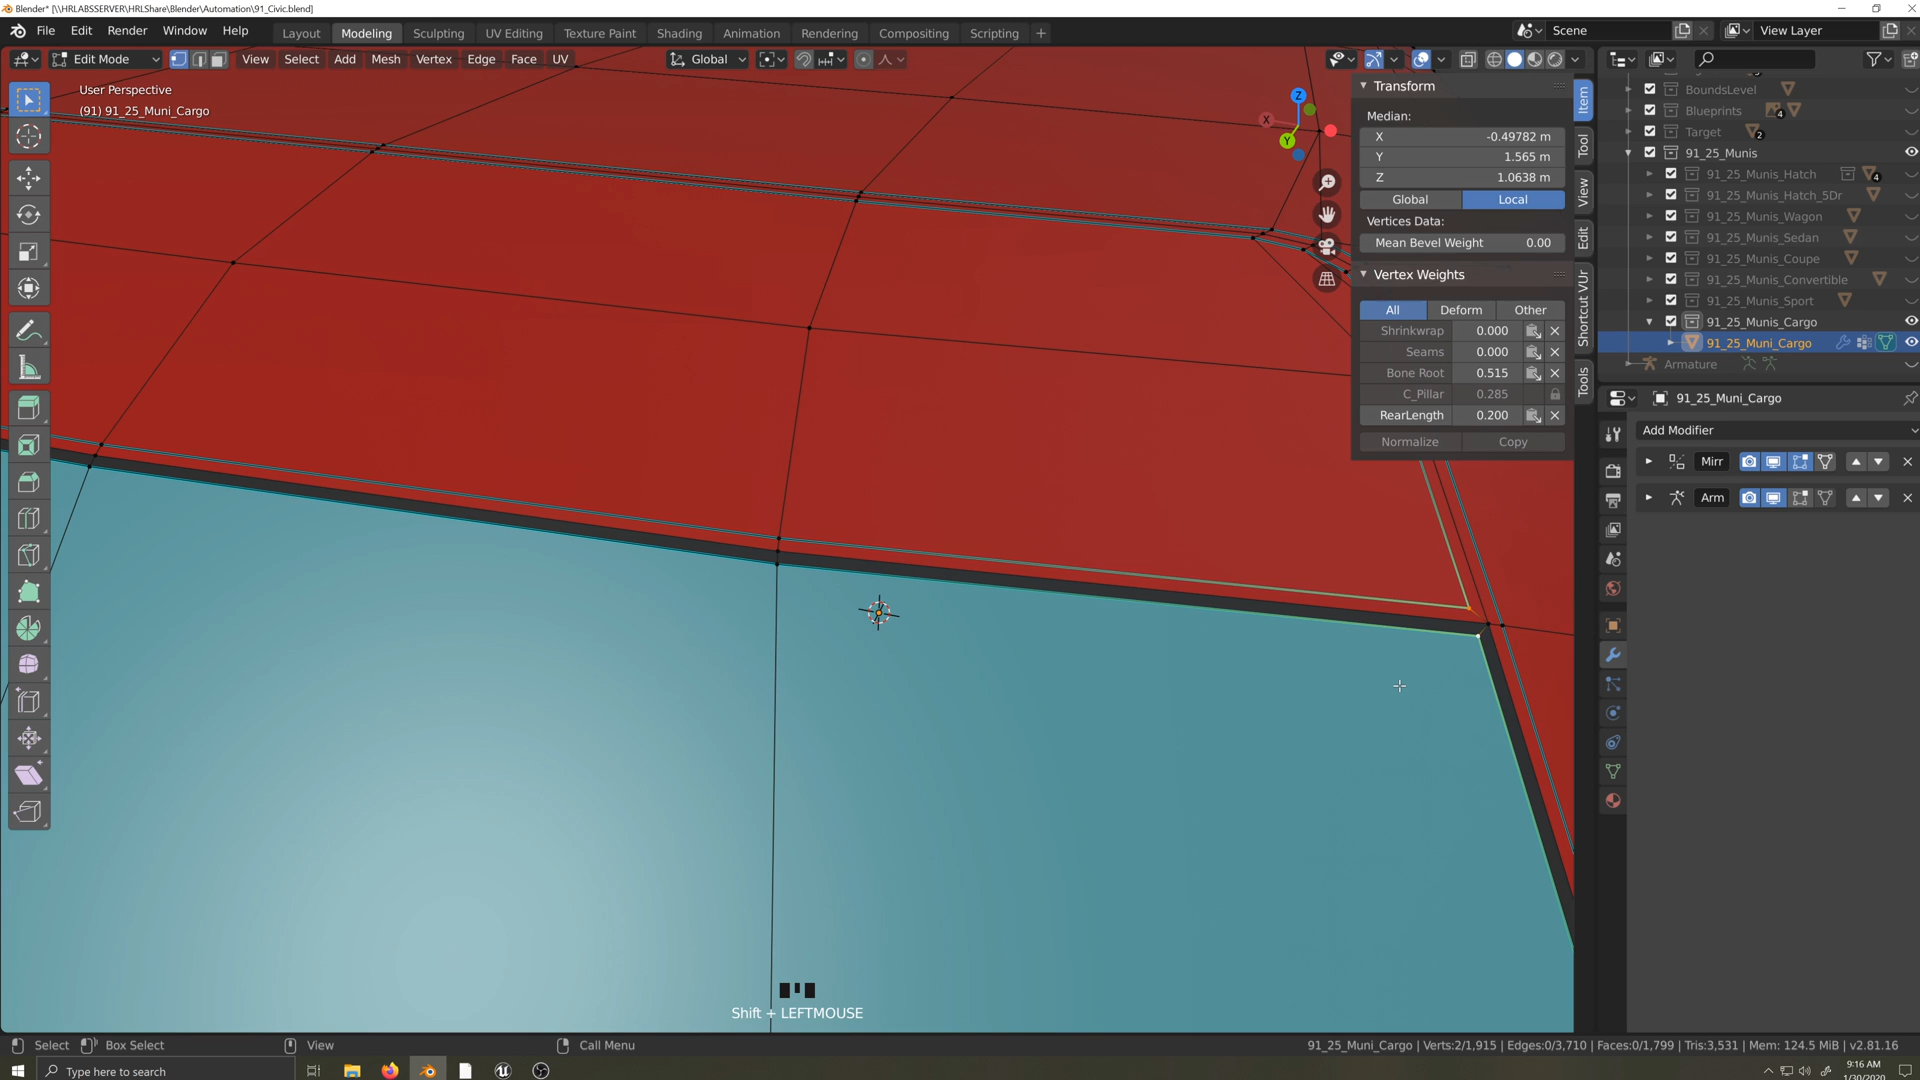 Blender* [\\HRLABSSERVER\HRLShare\Blender\Automation\91_Civic.blend]
File Edit Render Window Help
Layout Modeling Sculpting UV Editing Texture Paint Shading Animation Rendering Compositing Scripting +
Scene
View Layer
Edit Mode
View Select Add Mesh Vertex Edge Face UV
Global
User Perspective
(91) 91_25_Muni_Cargo
Z
X
Y
Transform
Median:
X -0.49782 m
Y 1.565 m
Z 1.0638 m
Global Local
Vertices Data:
Mean Bevel Weight 0.00
Vertex Weights
All Deform Other
Shrinkwrap 0.000
Seams 0.000
Bone Root 0.515
C_Pillar 0.285
RearLength 0.200
Normalize Copy
Item
Tool
View
Edit
Shortcut VUr
Tools
BoundsLevel
Blueprints 4
Target 2
91_25_Munis
91_25_Munis_Hatch 4
91_25_Munis_Hatch_5Dr
91_25_Munis_Wagon
91_25_Munis_Sedan
91_25_Munis_Coupe
91_25_Munis_Convertible
91_25_Munis_Sport
91_25_Munis_Cargo
91_25_Muni_Cargo
Armature
91_25_Muni_Cargo
Add Modifier
Mirr
Arm
Shift + LEFTMOUSE
Select Box Select View Call Menu
91_25_Muni_Cargo | Verts:2/1,915 | Edges:0/3,710 | Faces:0/1,799 | Tris:3,531 | Mem: 124.5 MiB | v2.81.16
Type here to search
9:16 AM
1/30/2020